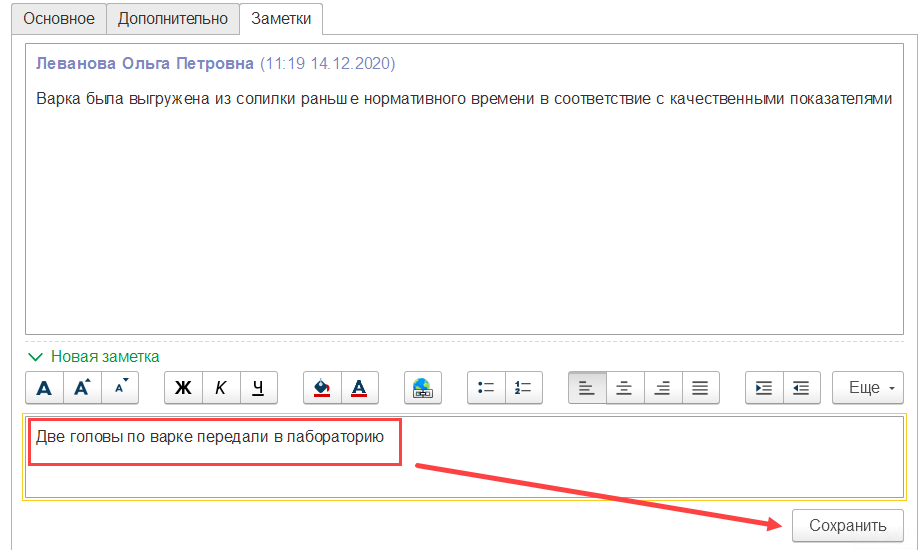 Основное Дополнительно Заметки
Леванова Ольга Петровна (11:19 14.12.2020)
Варка была выгружена из солилки раньше нормативного времени в соответствие с качественными показателями
Новая заметка
А А А Ж К Ч А Еще
Две головы по варке передали в лабораторию
Сохранить